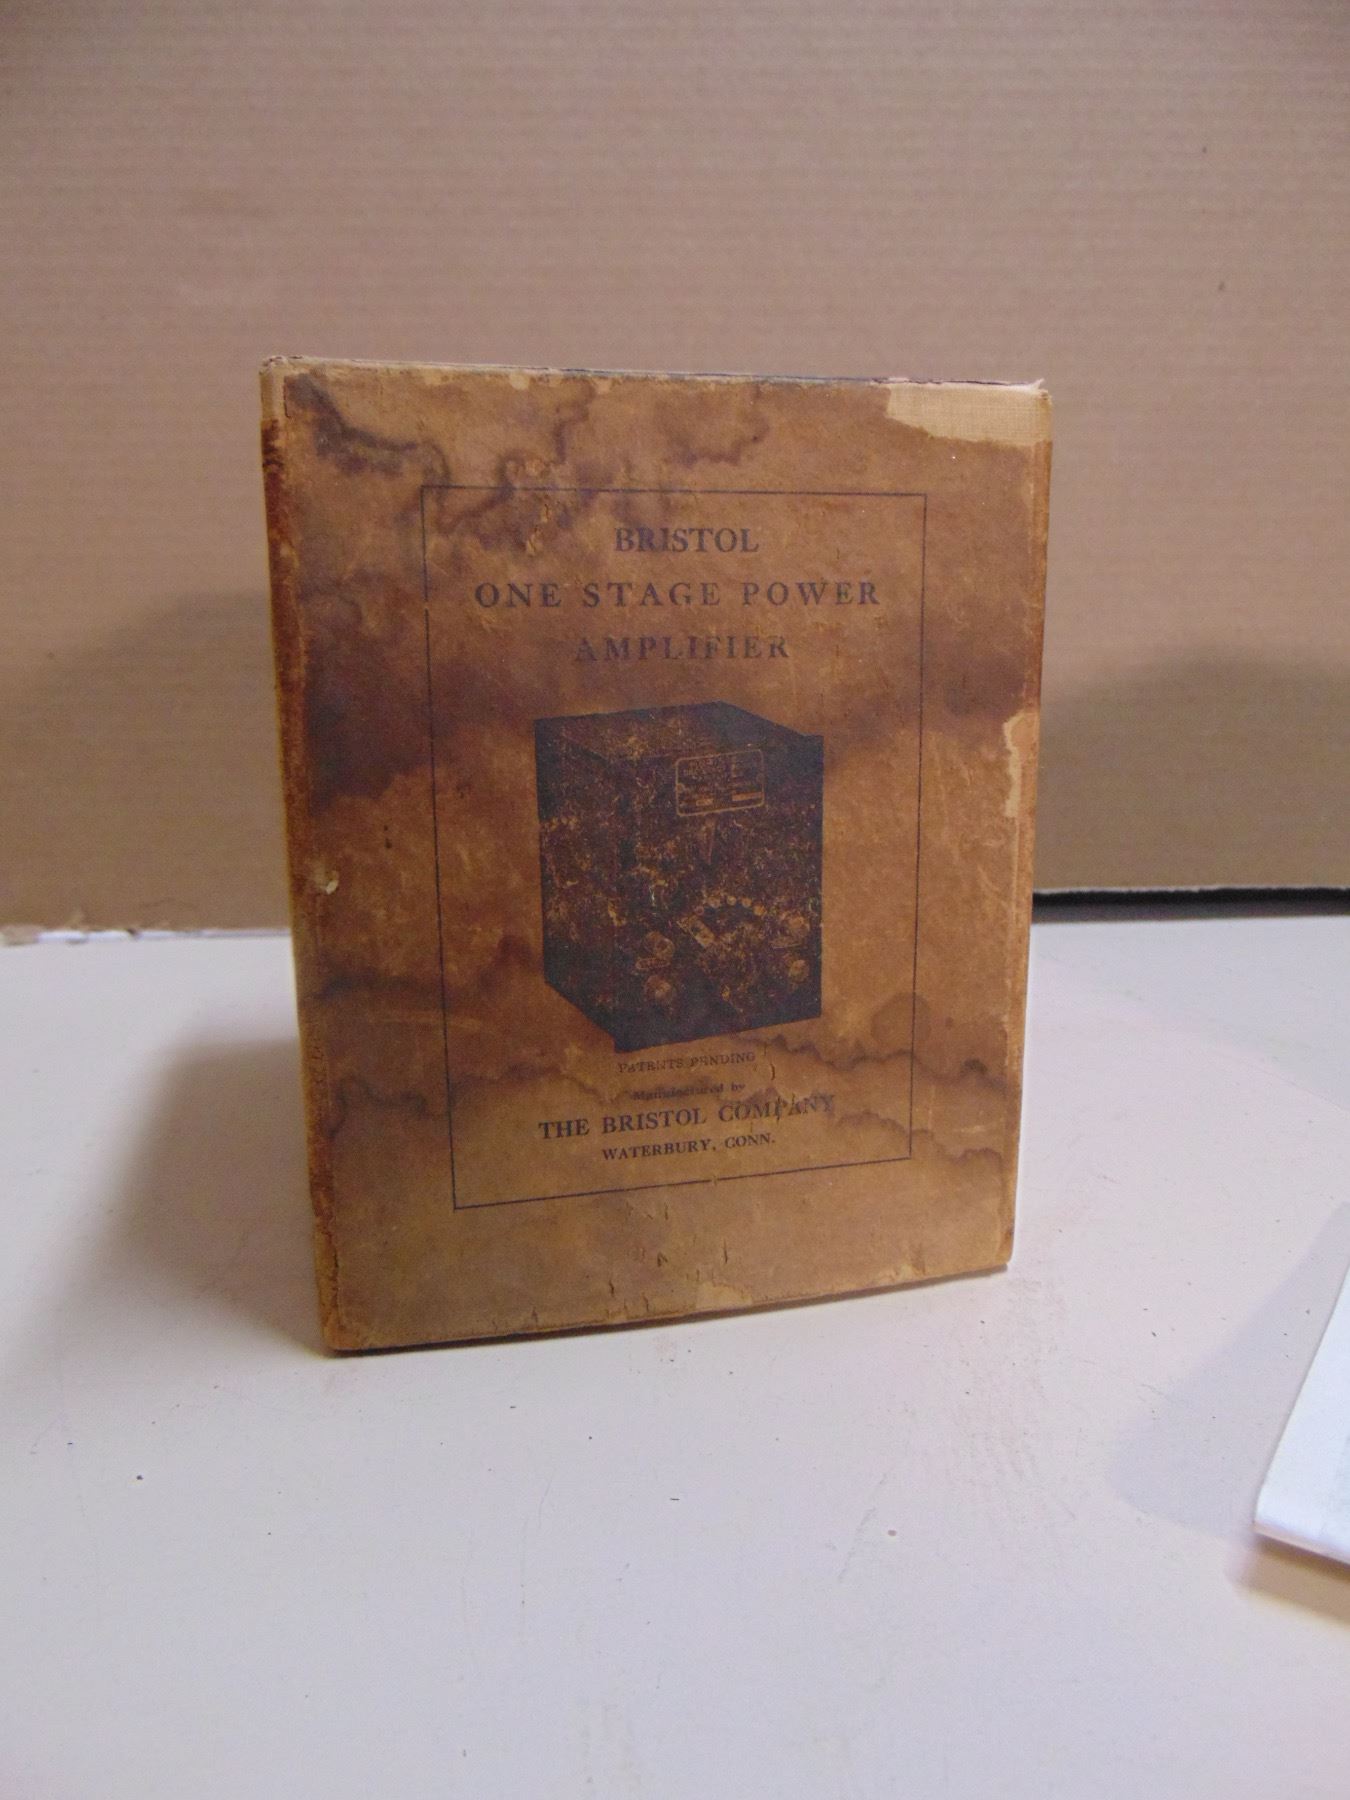 BRISTOL
ONE STAGE POWER
AMPLIFIER
PATENTS PENDING
Manufactured by
THE BRISTOL COMPANY
WATERBURY, CONN.